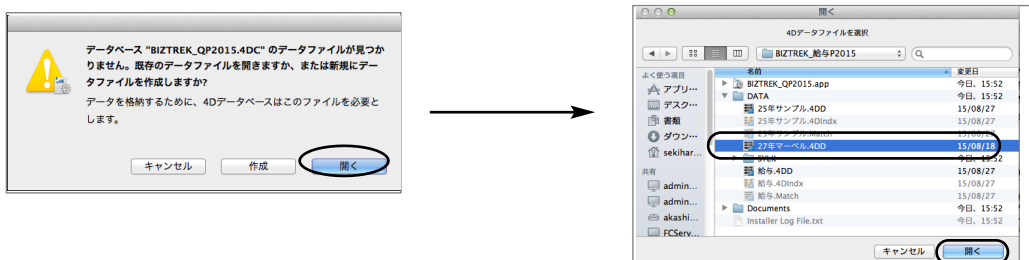 データベース "BIZTREK_QP2015.4DC" のデータファイルが見つか
りません。既存のデータファイルを開きますか、または新規にデー
タファイルを作成しますか?
データを格納するために、4Dデータベースはこのファイルを必要と
します。
キャンセル 作成 開く
開く
4Dデータファイルを選択
BIZTREK_給与P2015
よく使う項目
アプリ…
デスク…
書類
ダウン…
sekihar...
共有
admin...
admin...
akashi...
FCServ...
名前 変更日
BIZTREK_QP2015.app 今日、15:52
DATA 今日、15:52
25年サンプル.4DD 15/08/27
25年サンプル.4DIndx 15/08/27
25年サンプル.Match 15/08/27
27年マーベル.4DD 15/08/18
SYLK 今日、15:52
給与.4DD 15/08/27
給与.4DIndx 15/08/27
給与.Match 15/08/27
Documents 今日、15:52
Installer Log File.txt 今日、15:52
キャンセル 開く